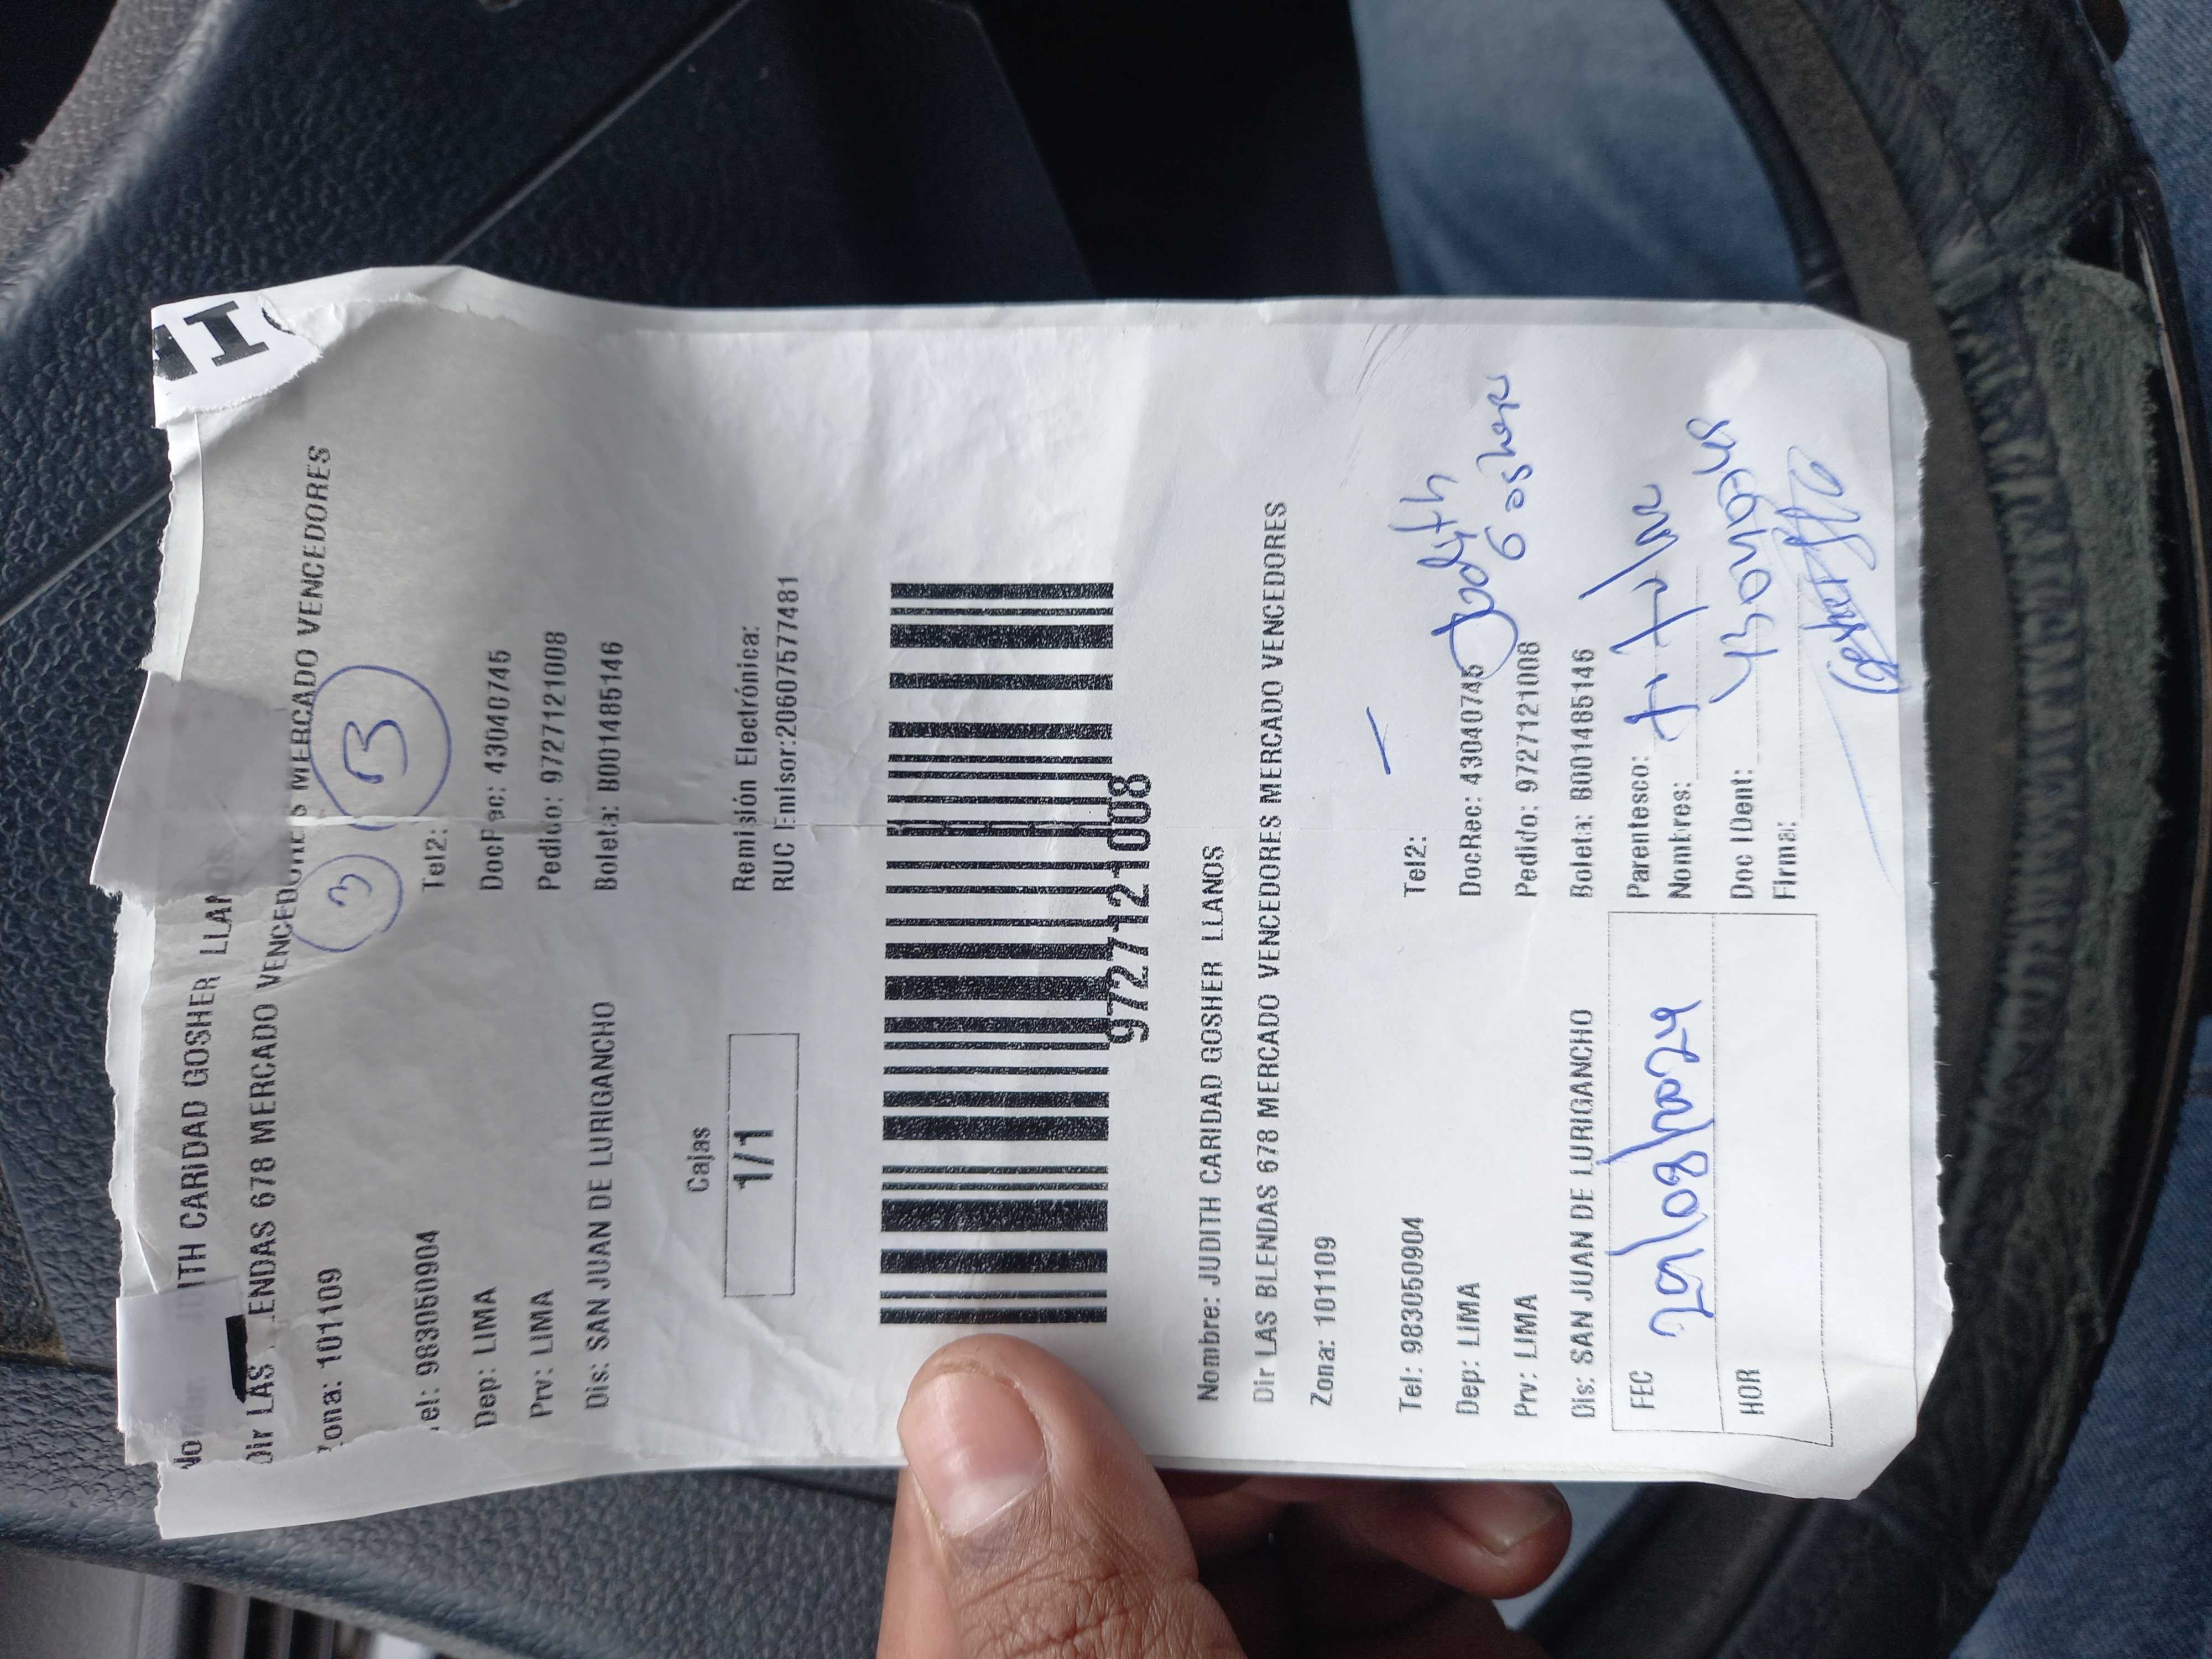 JITH CARIDAD GOSHER LLAN
Dir LAS LENDAS 678 MERCADO VENCEDORES MERCADO VENCEDORES
Zona: 101109
3 3
Tel: 983050904 Tel2:
Dep: LIMA DocRec: 43040745
Prv: LIMA Pedido: 9727121008
Dis: SAN JUAN DE LURIGANCHO Boleta: B001485146
Cajas
1/1
Remisión Electrónica:
RUC Emisor:20607577481
9727121008
Nombre: JUDITH CARIDAD GOSHER LLANOS
Dir LAS BLENDAS 678 MERCADO VENCEDORES MERCADO VENCEDORES
Zona: 101109
Tel: 983050904 Tel2:
Dep: LIMA DocRec: 43040745
Prv: LIMA Pedido: 9727121008
Dis: SAN JUAN DE LURIGANCHO Boleta: B001485146
FEC Parentesco:
Nombres:
HOR Doc IDent:
Firma: